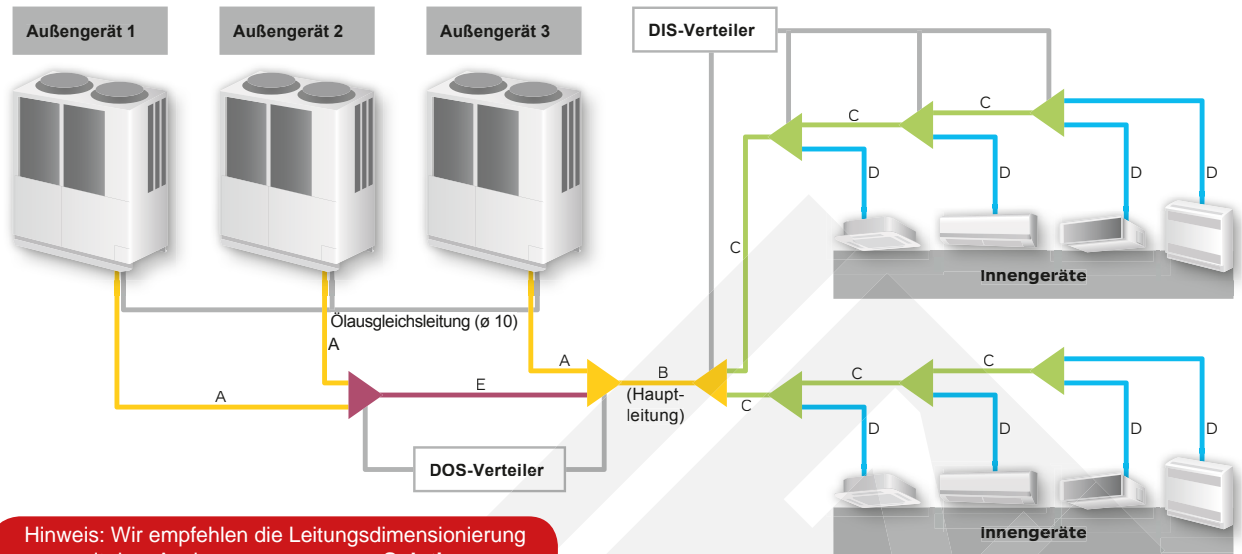 Außengerät 1
Außengerät 2
Außengerät 3
DIS-Verteiler
C
C
D
D
D
D
C
Innengeräte
Ölausgleichsleitung (ø 10)
A
A
A
E
B
(Haupt-
leitung)
C
C
C
D
D
D
D
DOS-Verteiler
Innengeräte
Hinweis: Wir empfehlen die Leitungsdimensionierung